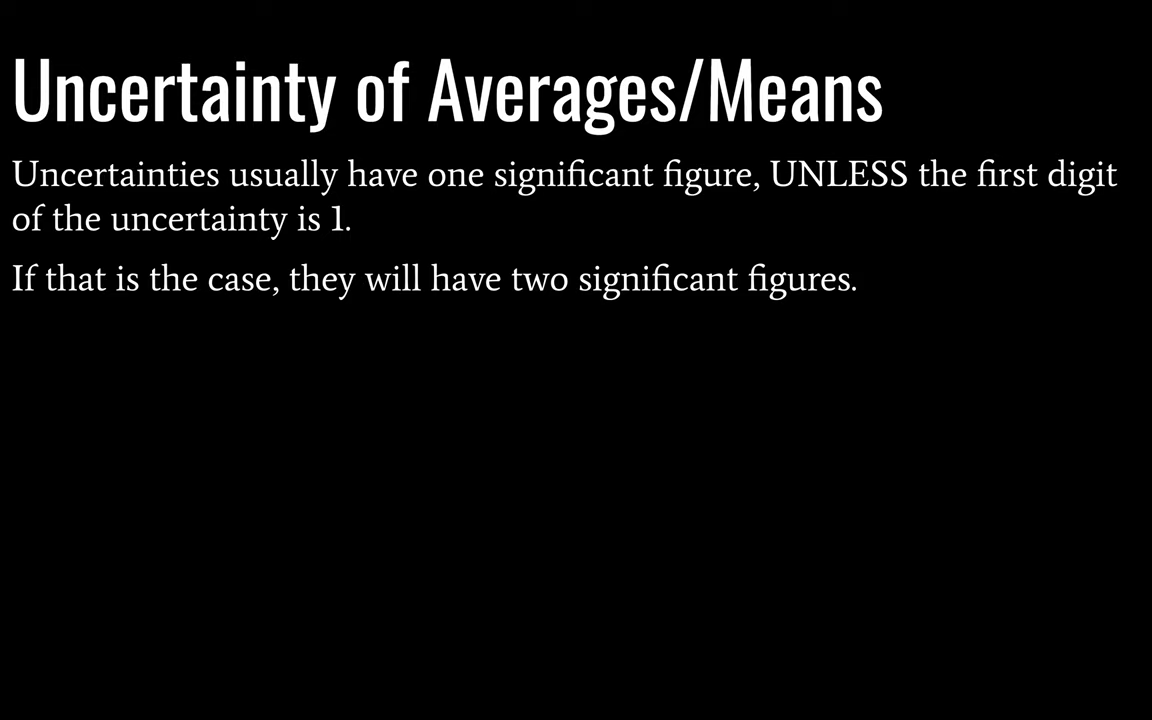 Uncertainty of Averages/Means
Uncertainties usually have one significant figure, UNLESS the first digit
of the uncertainty is 1.
If that is the case, they will have two significant figures.